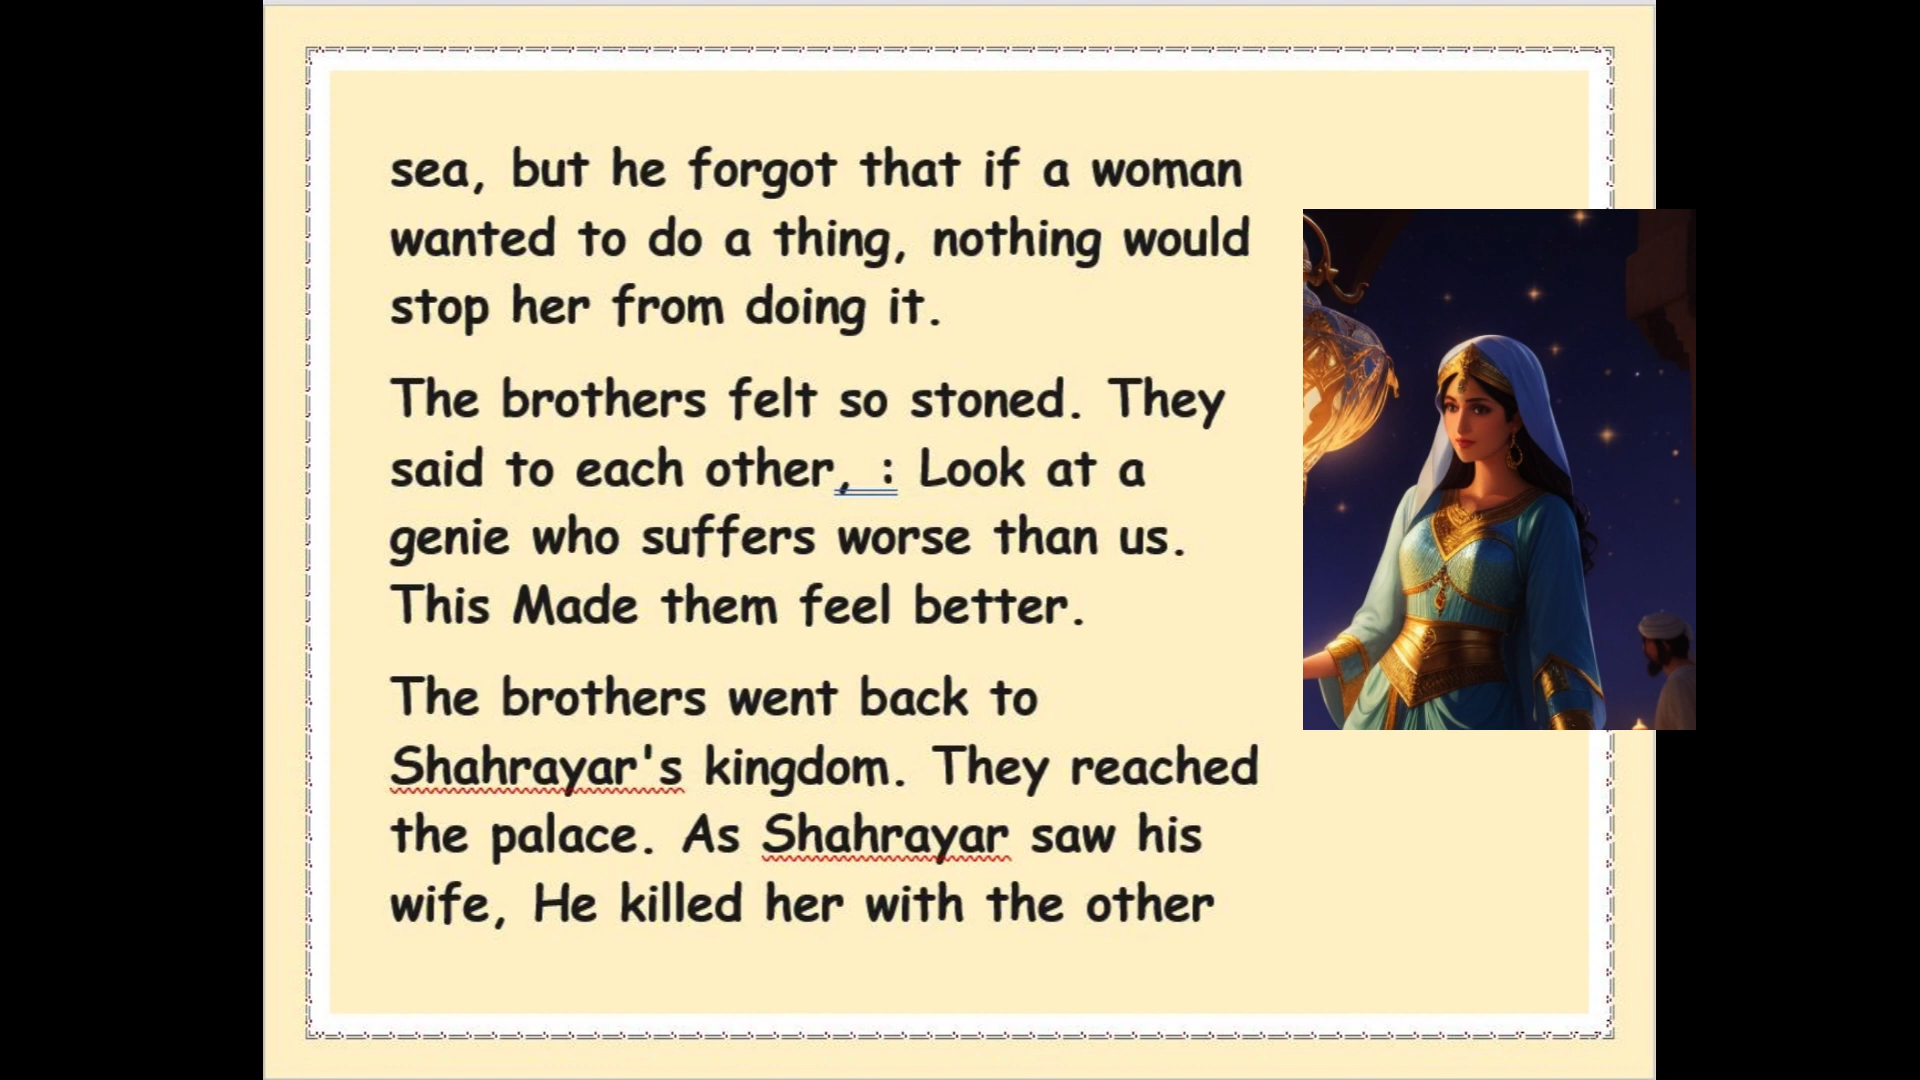 sea, but he forgot that if a woman
wanted to do a thing, nothing would
stop her from doing it.
The brothers felt so stoned. They
said to each other, : Look at a
genie who suffers worse than us.
This Made them feel better.
The brothers went back to
Shahrayar's kingdom. They reached
the palace. As Shahrayar saw his
wife, He killed her with the other